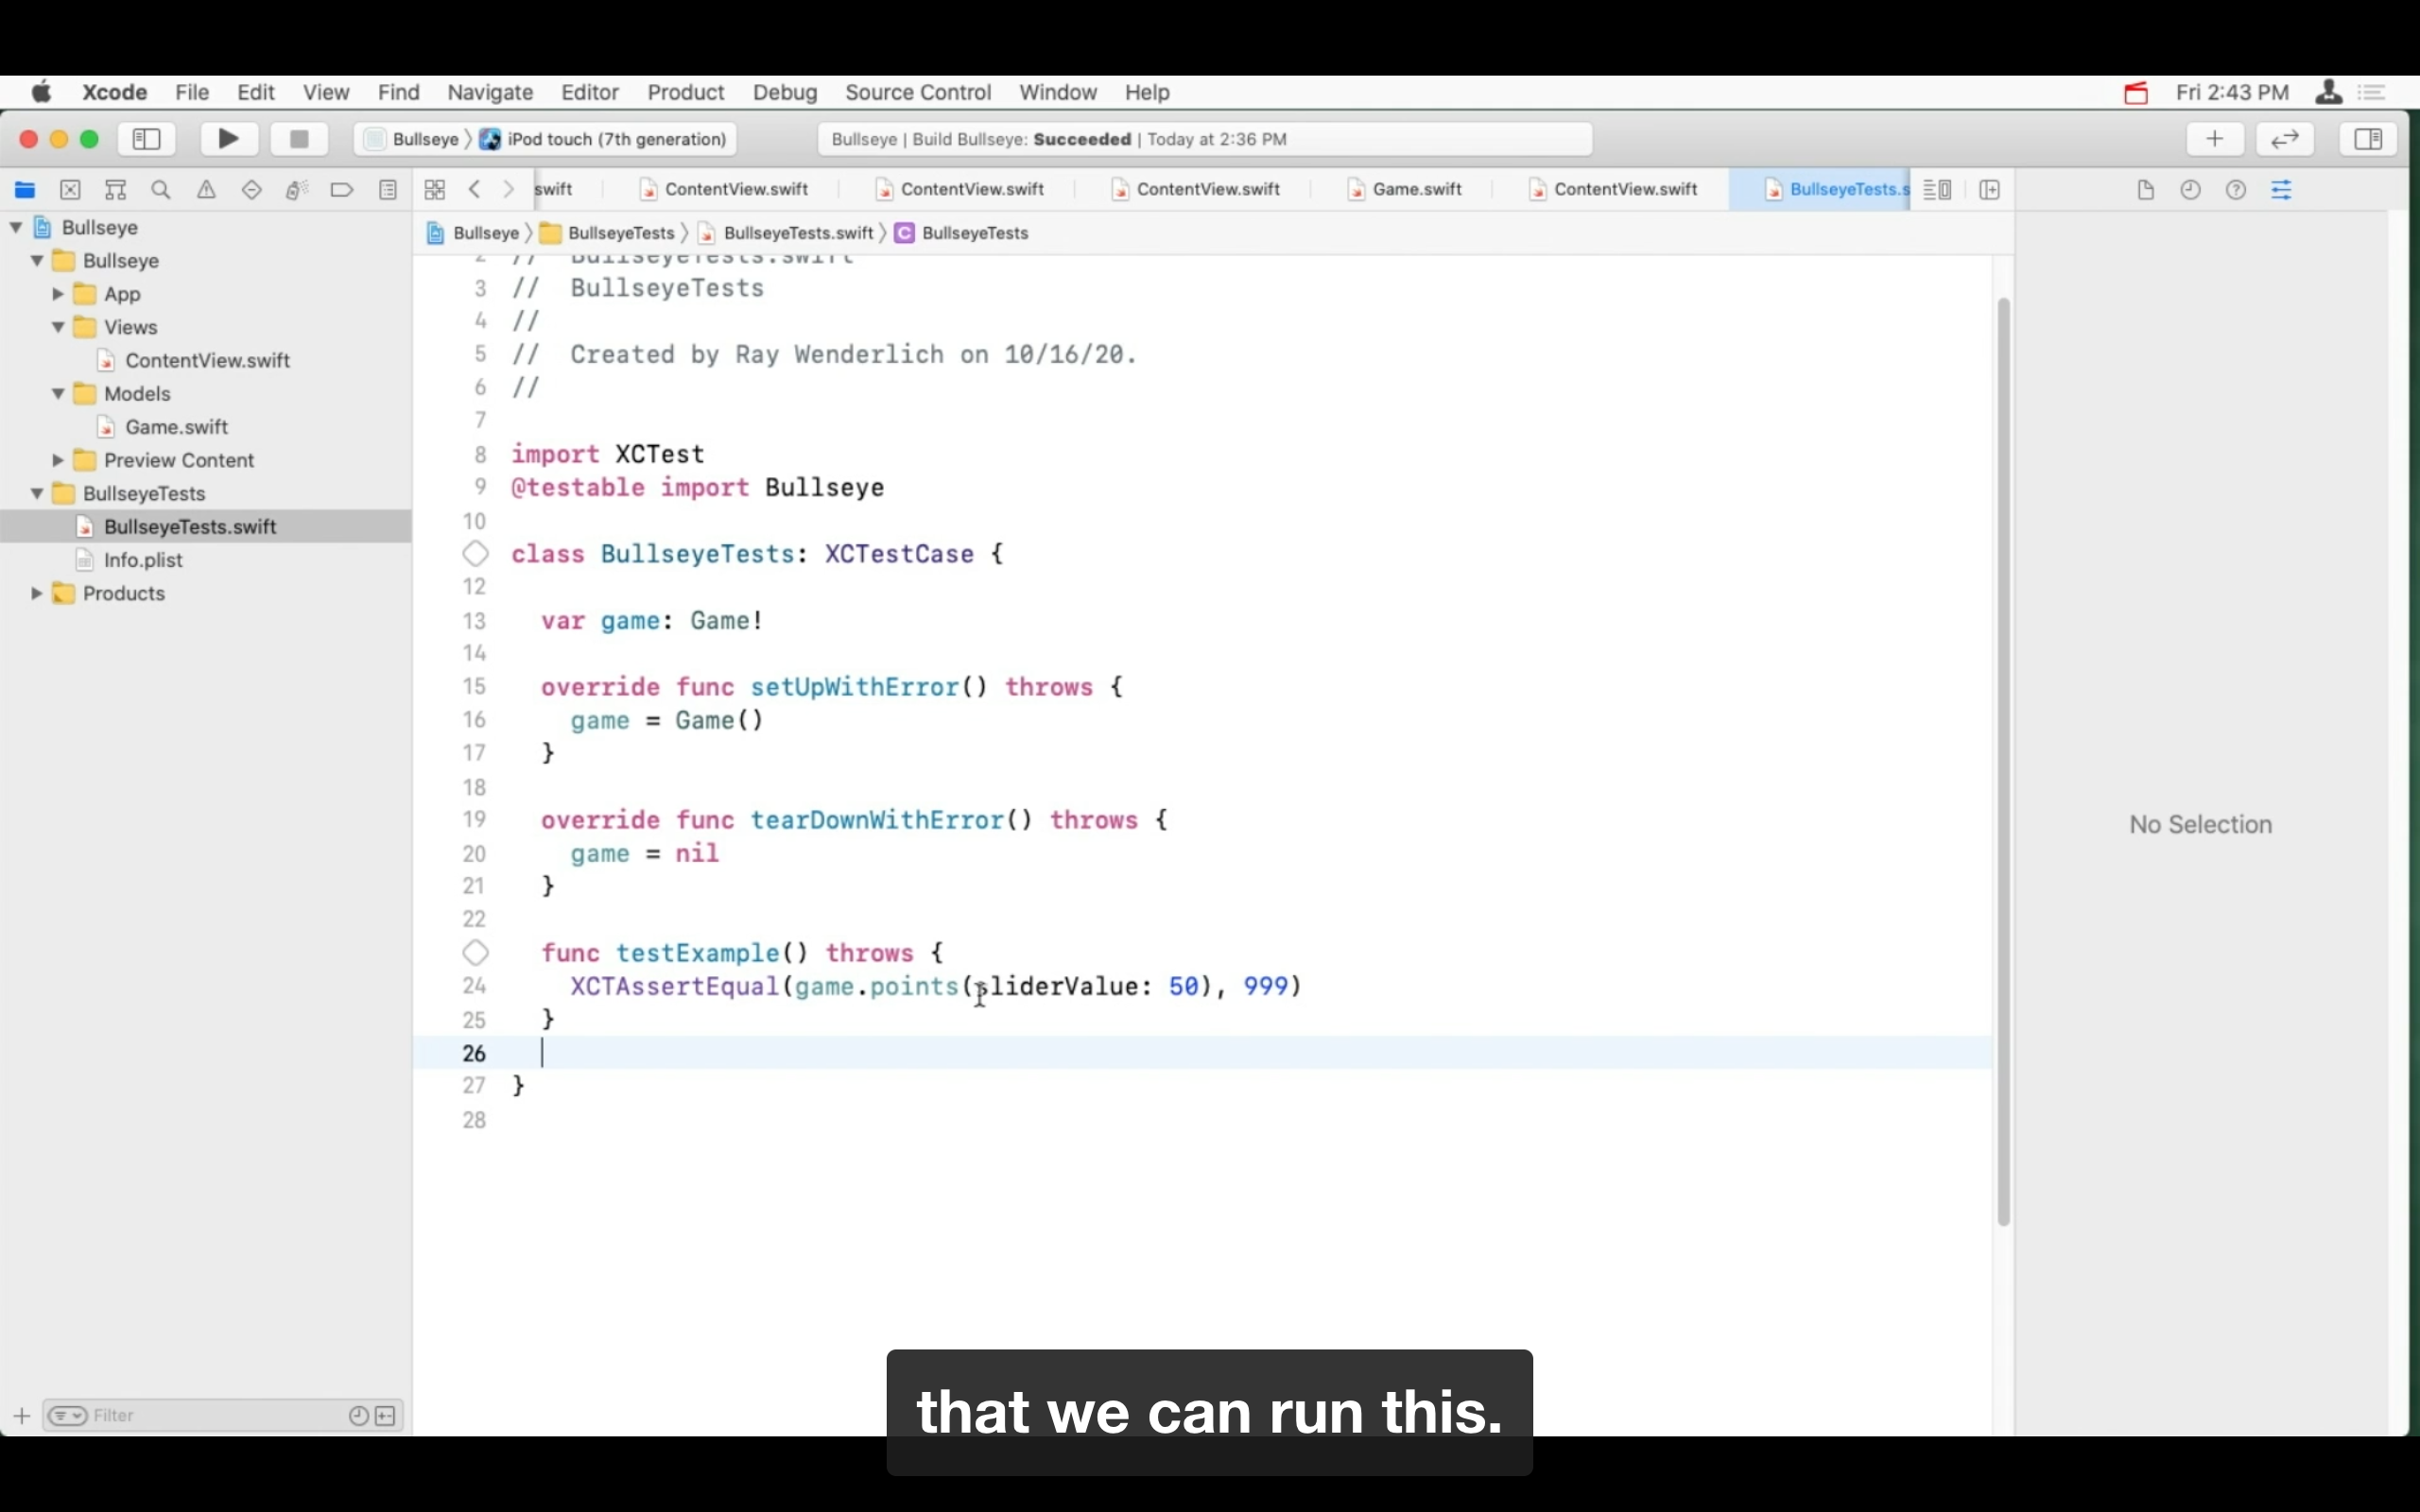 Xcode File Edit View Find Navigate Editor Product Debug Source Control Window Help Fri 2:43 PM
Bullseye 〉 iPod touch (7th generation) Bullseye | Build Bullseye: Succeeded | Today at 2:36 PM
swift ContentView.swift ContentView.swift ContentView.swift Game.swift ContentView.swift BullseyeTests.s
Bullseye 〉 BullseyeTests 〉 BullseyeTests.swift 〉 C BullseyeTests
Bullseye
Bullseye
App
Views
ContentView.swift
Models
Game.swift
Preview Content
BullseyeTests
BullseyeTests.swift
Info.plist
Products
2 // BullseyeTests.swift
3 // BullseyeTests
4 //
5 // Created by Ray Wenderlich on 10/16/20.
6 //
7
8 import XCTest
9 @testable import Bullseye
10
class BullseyeTests: XCTestCase {
12
13 var game: Game!
14
15 override func setUpWithError() throws {
16 game = Game()
17 }
18
19 override func tearDownWithError() throws {
20 game = nil
21 }
22
func testExample() throws {
24 XCTAssertEqual(game.points(sliderValue: 50), 999)
25 }
26
27 }
28
No Selection
Filter
that we can run this.